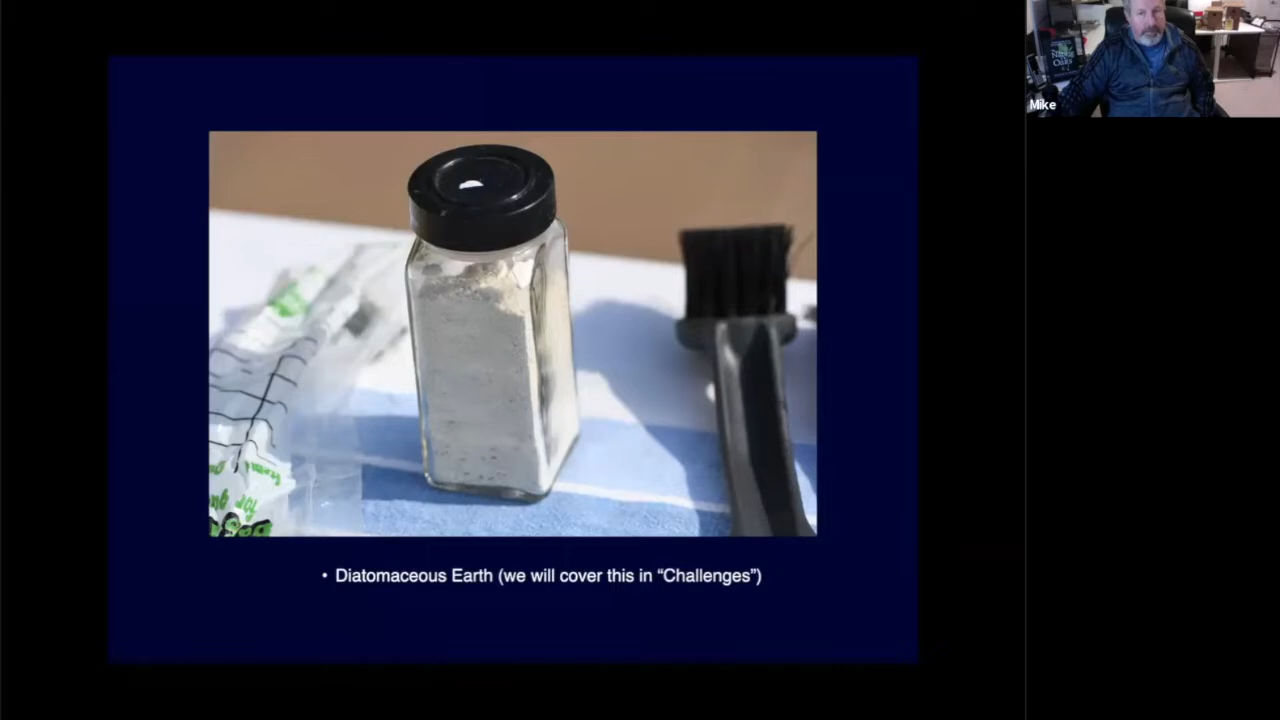 Mike
• Diatomaceous Earth (we will cover this in “Challenges”)